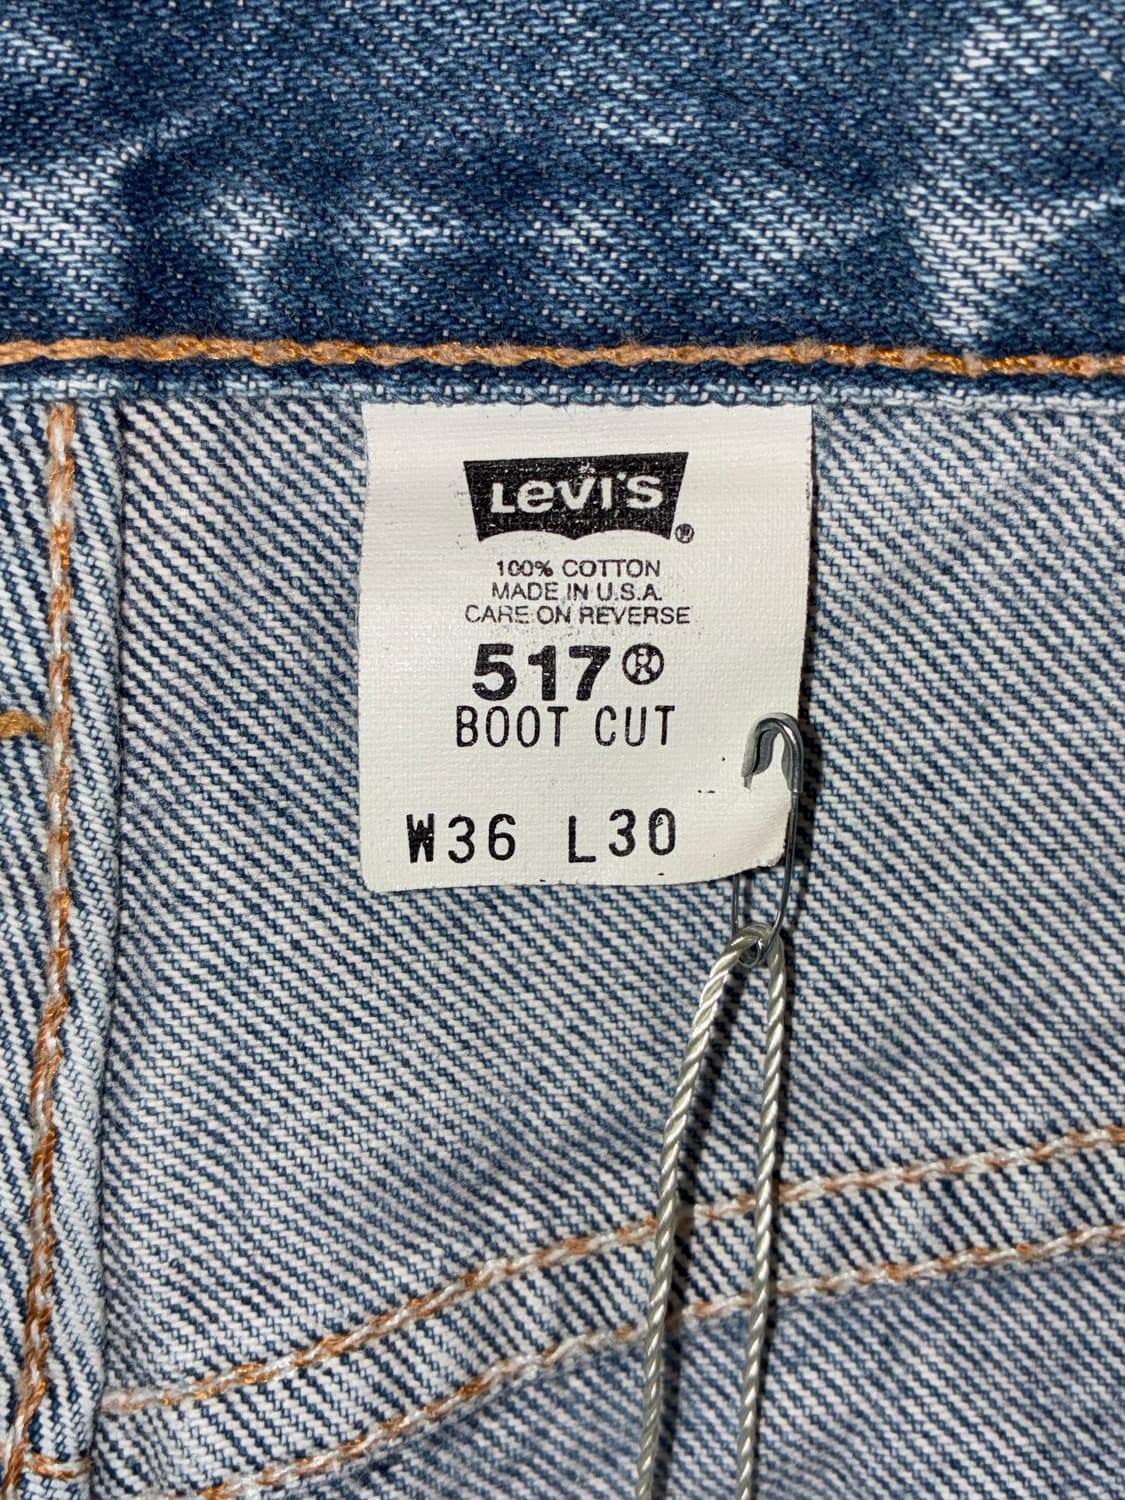 LEVI'S ®
100% COTTON
MADE IN U.S.A.
CARE ON REVERSE
517®
BOOT CUT
W36 L30